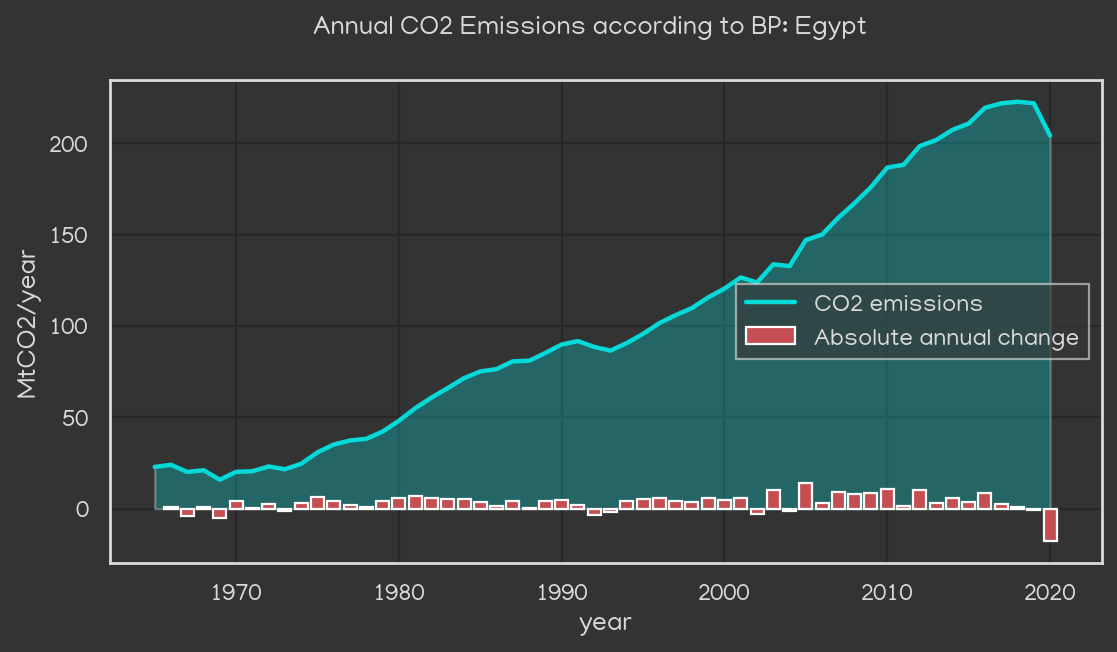 Annual CO2 Emissions according to BP: Egypt
MtCO2/year
200
150
100
50
0
CO2 emissions
Absolute annual change
1970 1980 1990 2000 2010 2020
year